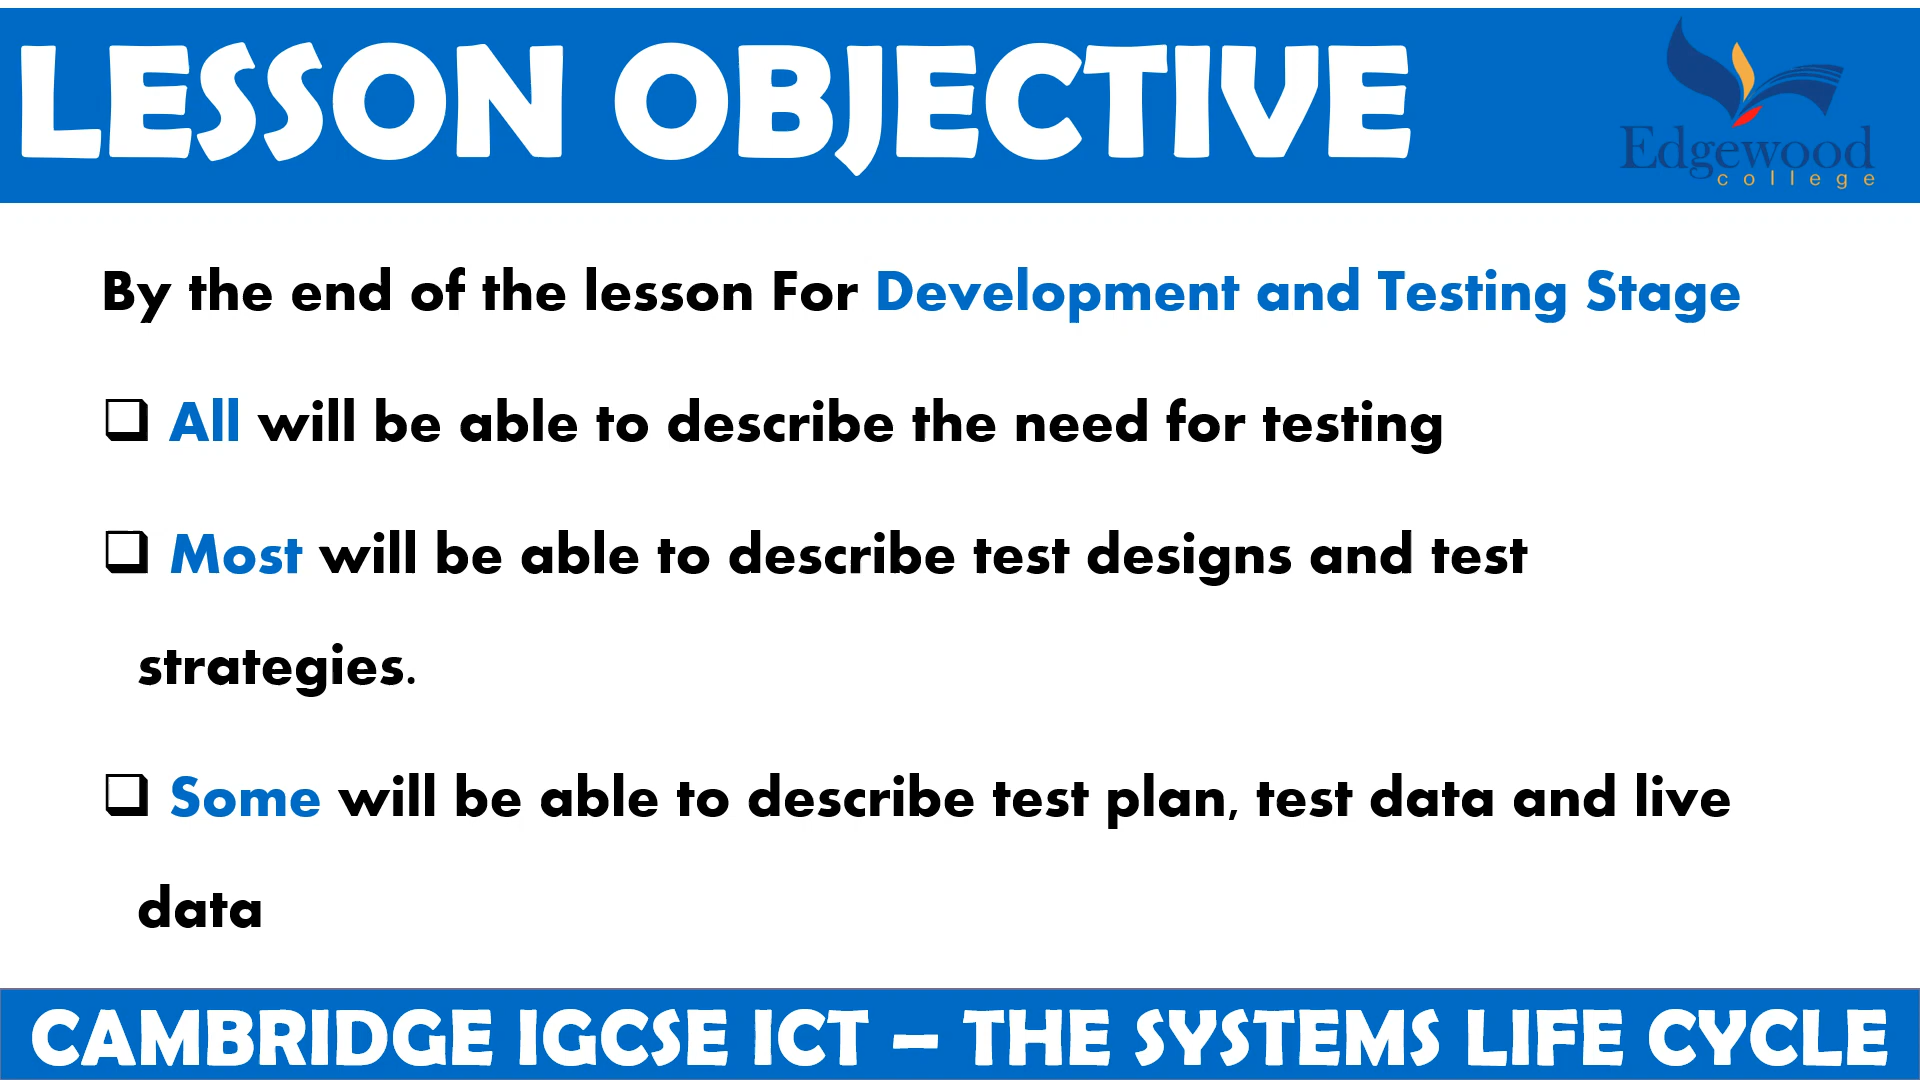 LESSON OBJECTIVE
Edgewood
college
By the end of the lesson For Development and Testing Stage
❑ All will be able to describe the need for testing
❑ Most will be able to describe test designs and test
strategies.
❑ Some will be able to describe test plan, test data and live
data
CAMBRIDGE IGCSE ICT – THE SYSTEMS LIFE CYCLE